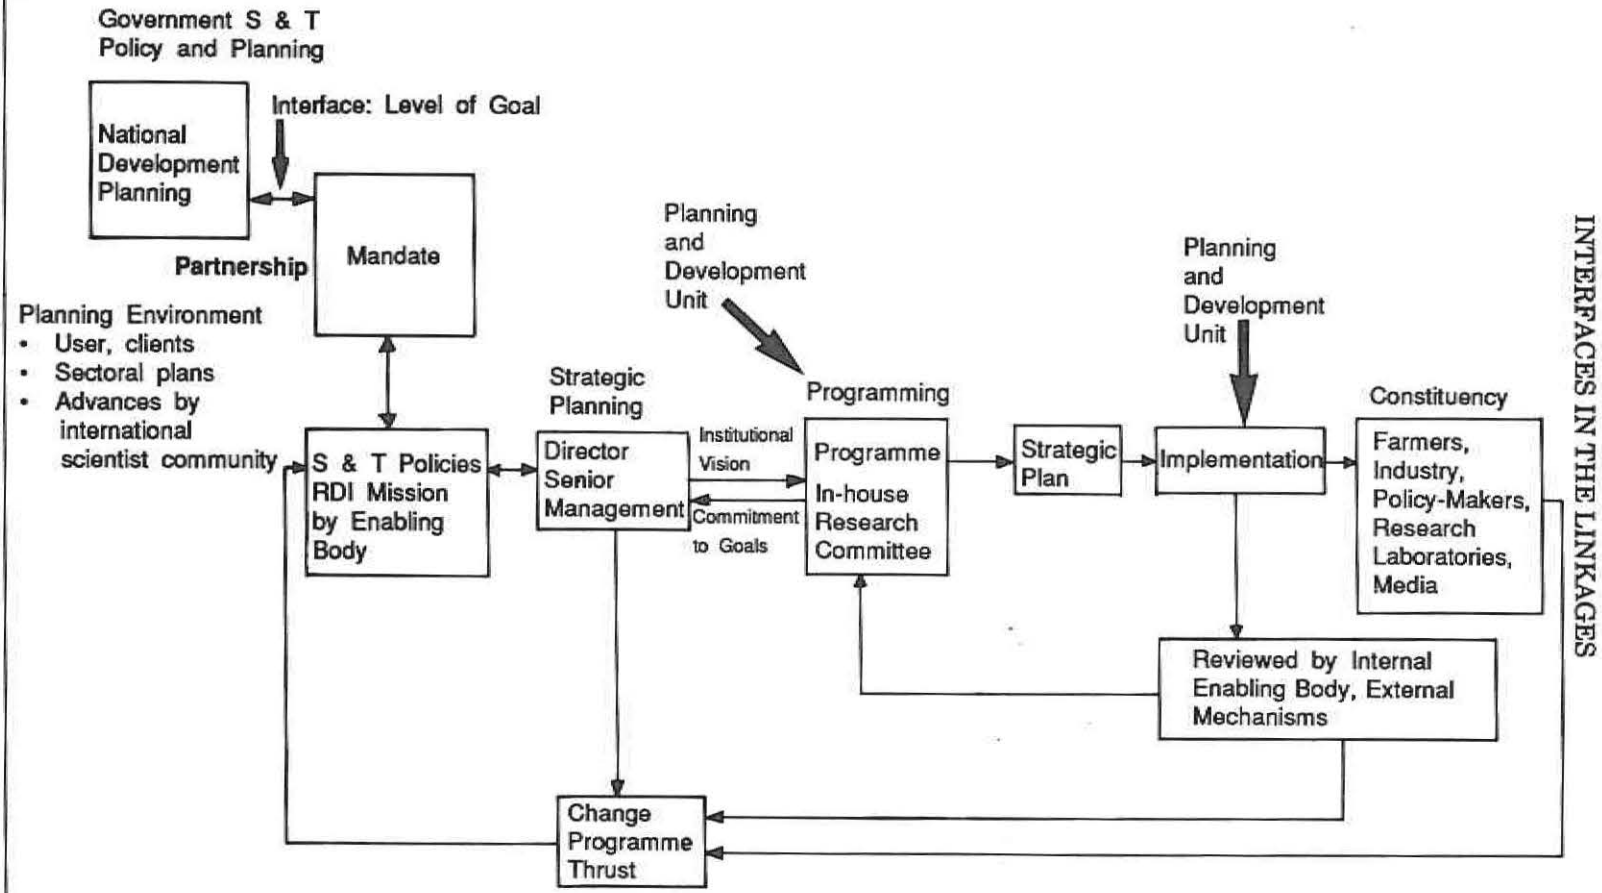 Government S & T
Policy and Planning
National
Development
Planning
Interface: Level of Goal
Mandate
Partnership
Planning Environment
• User, clients
• Sectoral plans
• Advances by
international
scientist community
S & T Policies
RDI Mission
by Enabling
Body
Strategic
Planning
Director
Senior
Management
Institutional
Vision
Commitment
to Goals
Planning
and
Development
Unit
Programming
Programme
In-house
Research
Committee
Strategic
Plan
Planning
and
Development
Unit
Implementation
Constituency
Farmers,
Industry,
Policy-Makers,
Research
Laboratories,
Media
Reviewed by Internal
Enabling Body, External
Mechanisms
Change
Programme
Thrust
INTERFACES IN THE LINKAGES